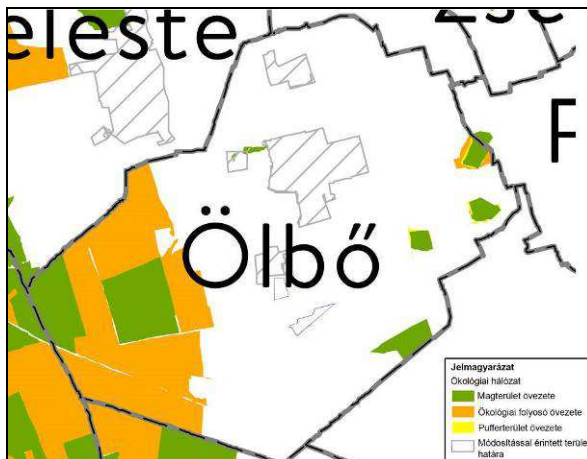 eleste
Ölbő
Jelmagyarázat
Ökológiai hálózat
Magterület övezete
Ökológiai folyosó övezete
Pufferterület övezete
Módosítással érintett terüle
határa